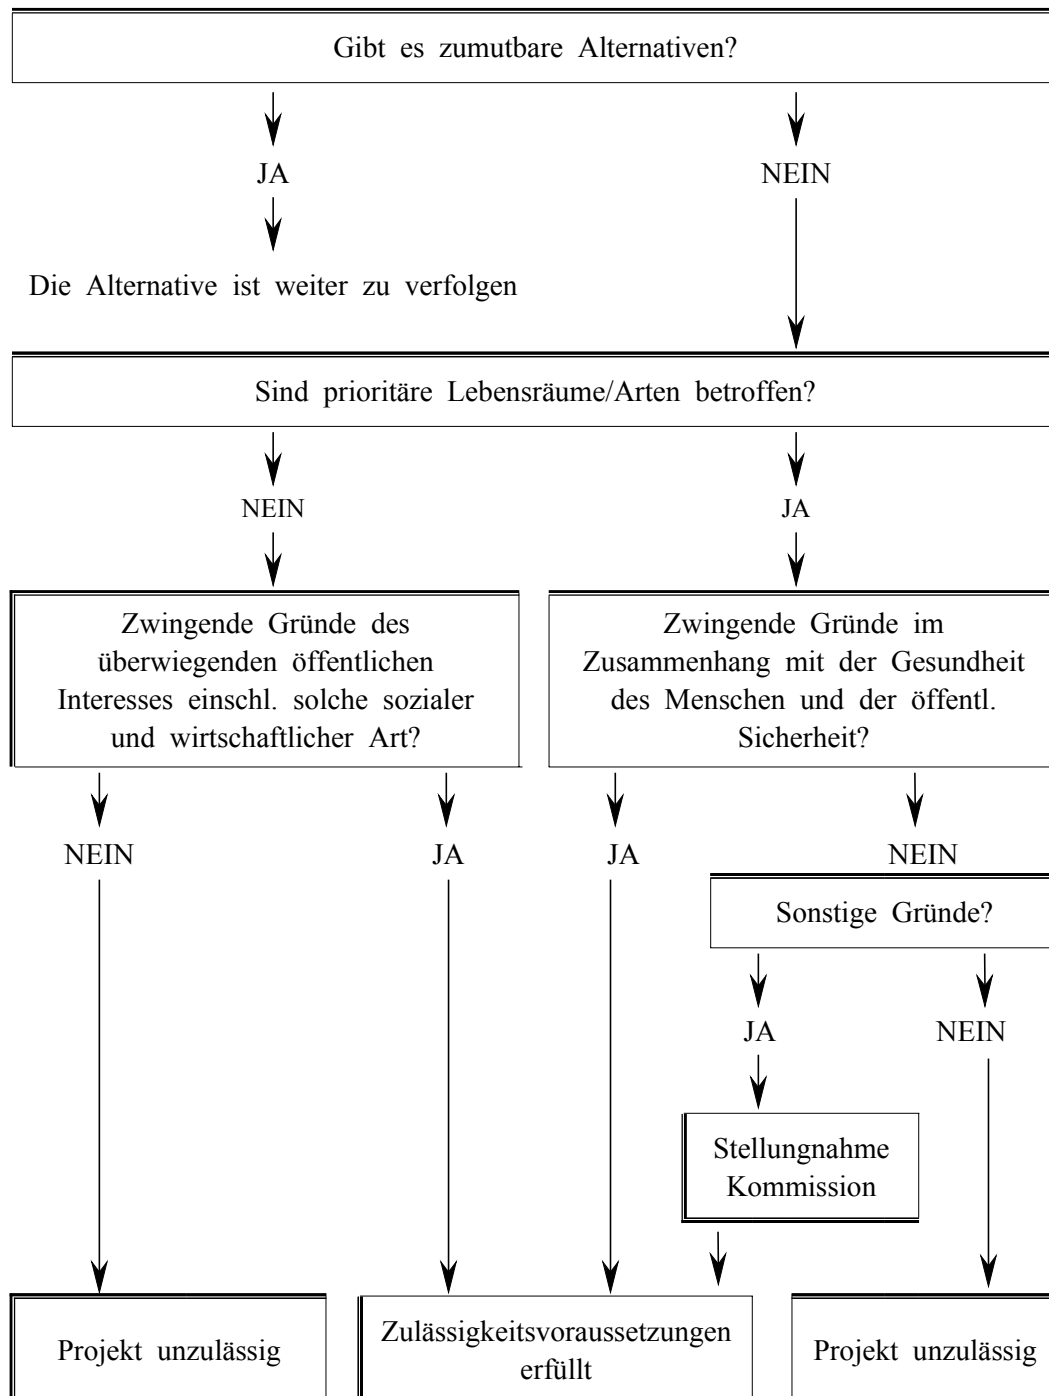 Gibt es zumutbare Alternativen?
JA
NEIN
Die Alternative ist weiter zu verfolgen
Sind prioritäre Lebensräume/Arten betroffen?
NEIN
JA
Zwingende Gründe des
überwiegenden öffentlichen
Interesses einschl. solche sozialer
und wirtschaftlicher Art?
Zwingende Gründe im
Zusammenhang mit der Gesundheit
des Menschen und der öffentl.
Sicherheit?
NEIN
JA
JA
NEIN
Sonstige Gründe?
JA
NEIN
Stellungnahme
Kommission
Projekt unzulässig
Zulässigkeitsvoraussetzungen
erfüllt
Projekt unzulässig